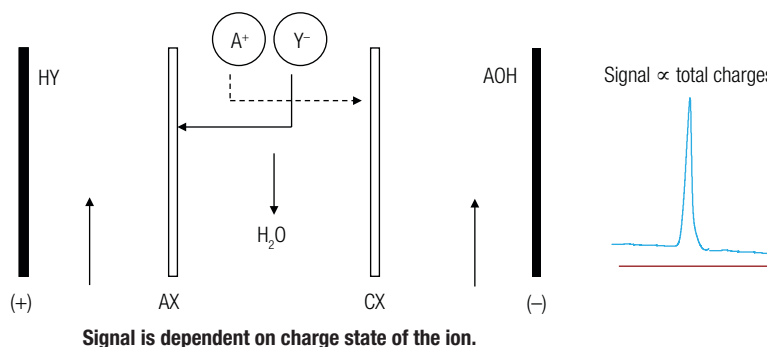 A⁺ Y⁻
HY AOH Signal ∝ total charges
H₂O
(+) AX CX (–)
Signal is dependent on charge state of the ion.